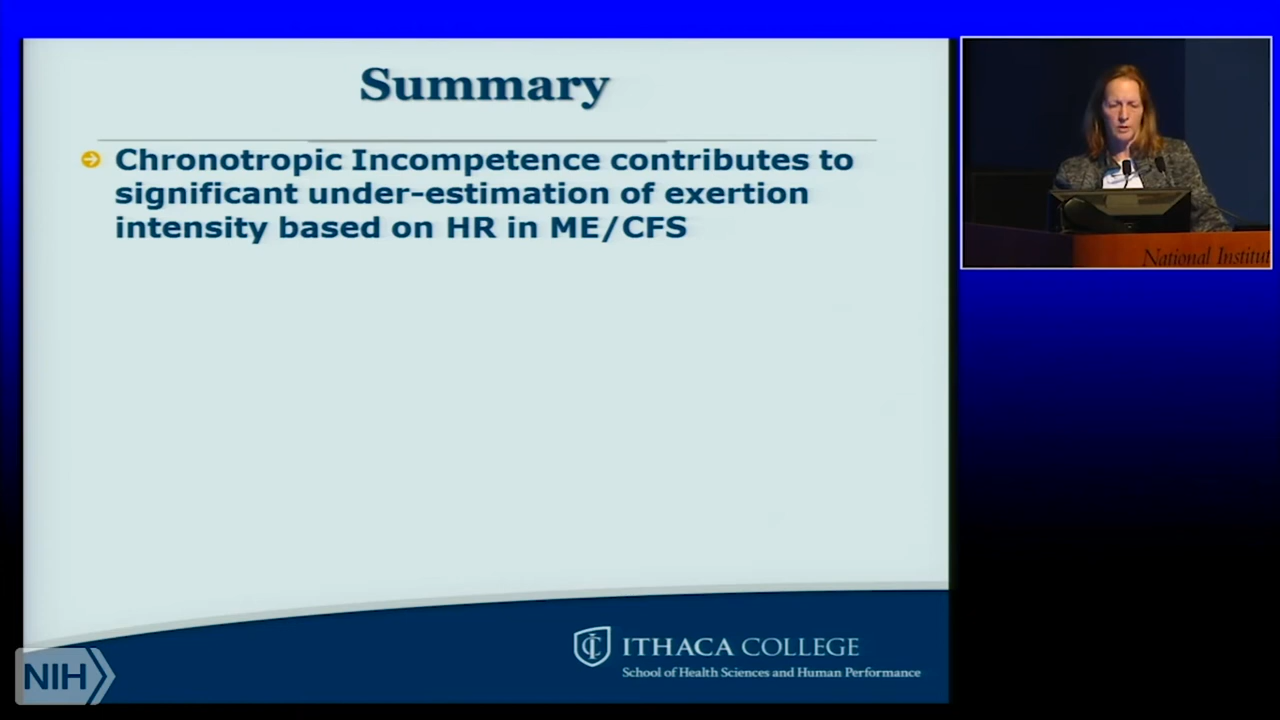 Summary
Chronotropic Incompetence contributes to
significant under-estimation of exertion
intensity based on HR in ME/CFS
National Institut
ITHACA COLLEGE
School of Health Sciences and Human Performance
NIH